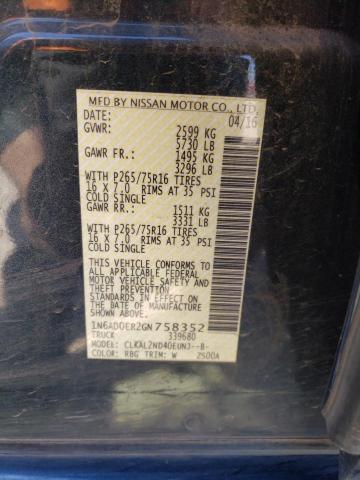 MFD BY NISSAN MOTOR CO., LTD.
DATE: 04/16
GVWR: 2599 KG
5730 LB
GAWR FR.: 1495 KG
3296 LB
WITH P265/75R16 TIRES
16 X 7.0 RIMS AT 35 PSI
COLD SINGLE
GAWR RR.: 1511 KG
3331 LB
WITH P265/75R16 TIRES
16 X 7.0 RIMS AT 35 PSI
COLD SINGLE
THIS VEHICLE CONFORMS TO
ALL APPLICABLE FEDERAL
MOTOR VEHICLE SAFETY
STANDARDS IN EFFECT ON
THE DATE OF MANUFACTURE
SHOWN ABOVE.
1N6AD0ER2GN758352
TRUCK 339680
MODEL: CLKAL2ND40EUNJ--B-
COLOR: RBG TRIM: W 2500A